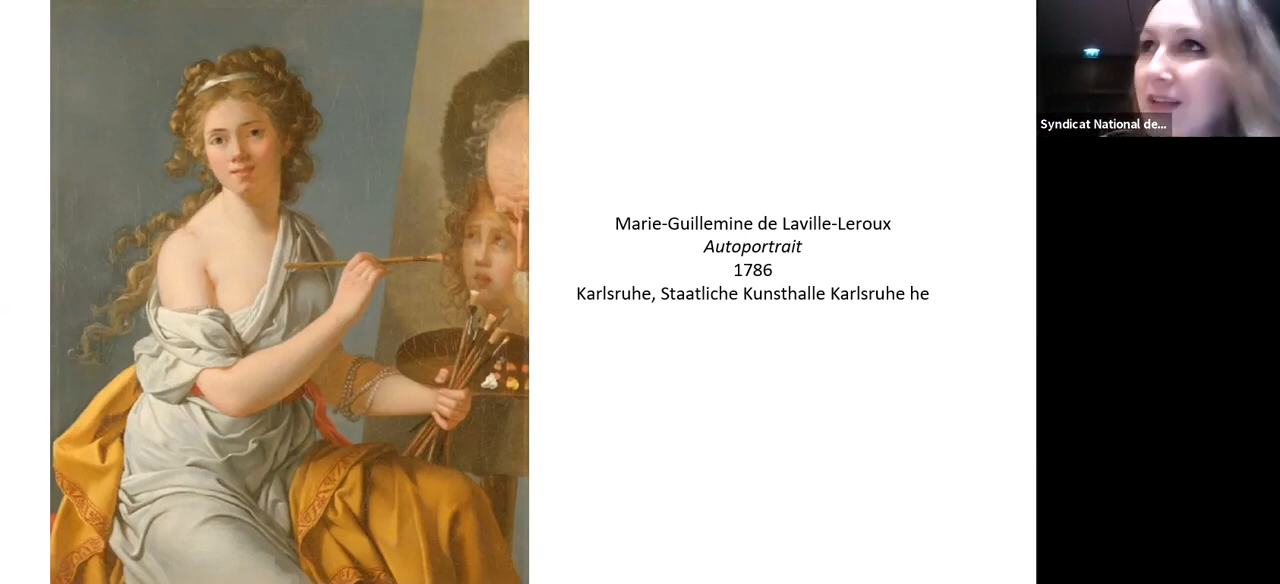 Marie-Guillemine de Laville-Leroux
Autoportrait
1786
Karlsruhe, Staatliche Kunsthalle Karlsruhe he
Syndicat National de...